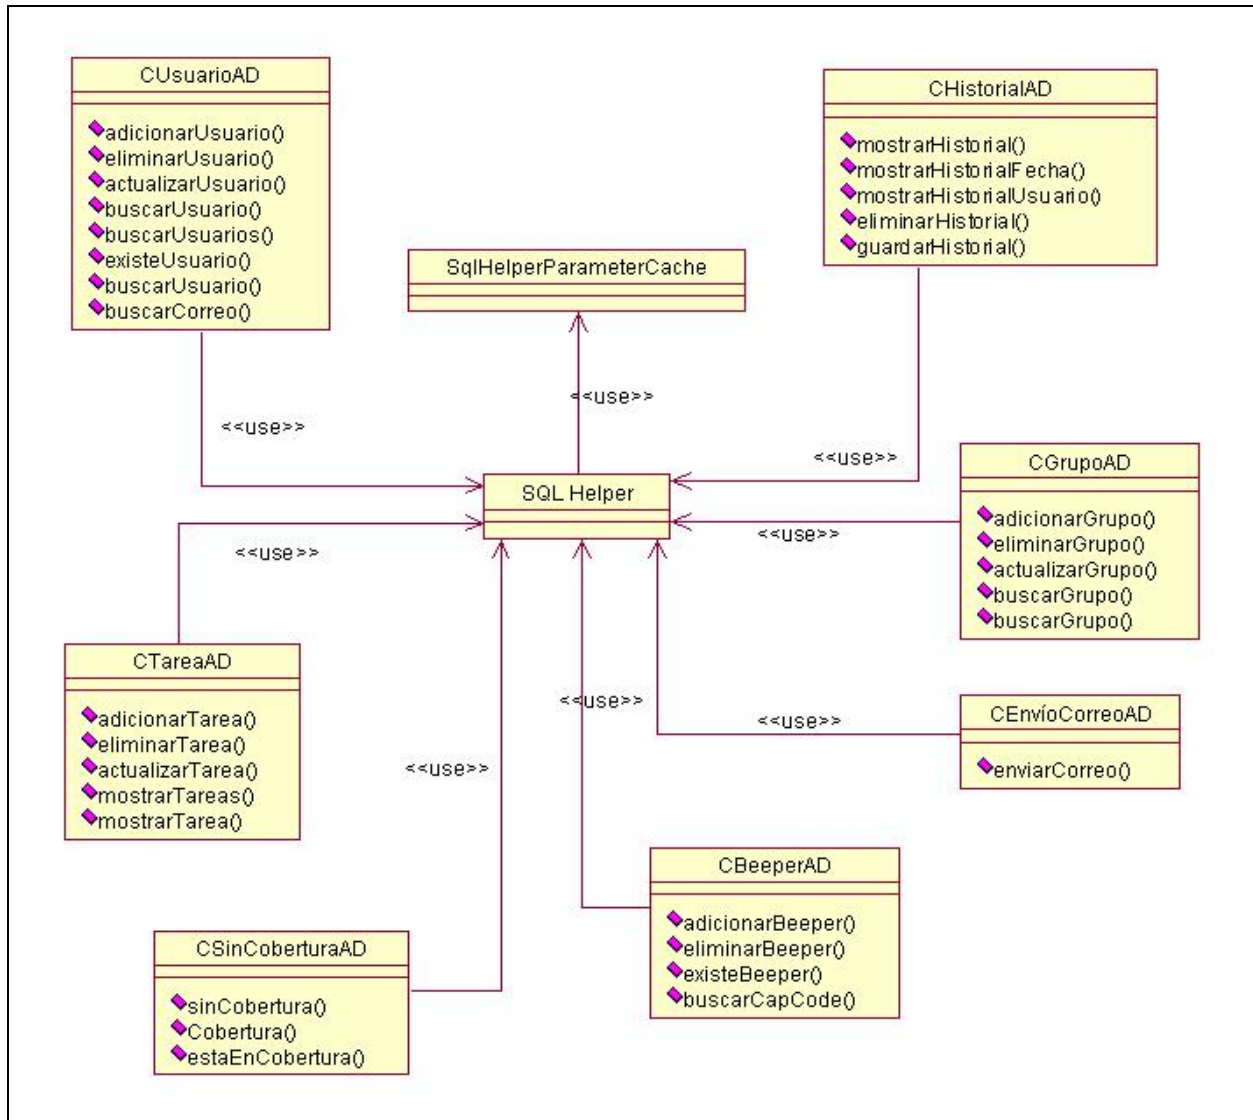 CUsuarioAD
adicionarUsuario()
eliminarUsuario()
actualizarUsuario()
buscarUsuario()
buscarUsuarios()
existeUsuario()
buscarUsuario()
buscarCorreo()
CHistorialAD
mostrarHistorial()
mostrarHistorialFecha()
mostrarHistorialUsuario()
eliminarHistorial()
guardarHistorial()
SqlHelperParameterCache
<<use>>
<<use>>
<<use>>
SQL Helper
<<use>>
<<use>>
CGrupoAD
adicionarGrupo()
eliminarGrupo()
actualizarGrupo()
buscarGrupo()
buscarGrupo()
CTareaAD
adicionarTarea()
eliminarTarea()
actualizarTarea()
mostrarTareas()
mostrarTarea()
<<use>>
<<use>>
<<use>>
CEnvíoCorreoAD
enviarCorreo()
CBeeperAD
adicionarBeeper()
eliminarBeeper()
existeBeeper()
buscarCapCode()
CSinCoberturaAD
sinCobertura()
Cobertura()
estaEnCobertura()